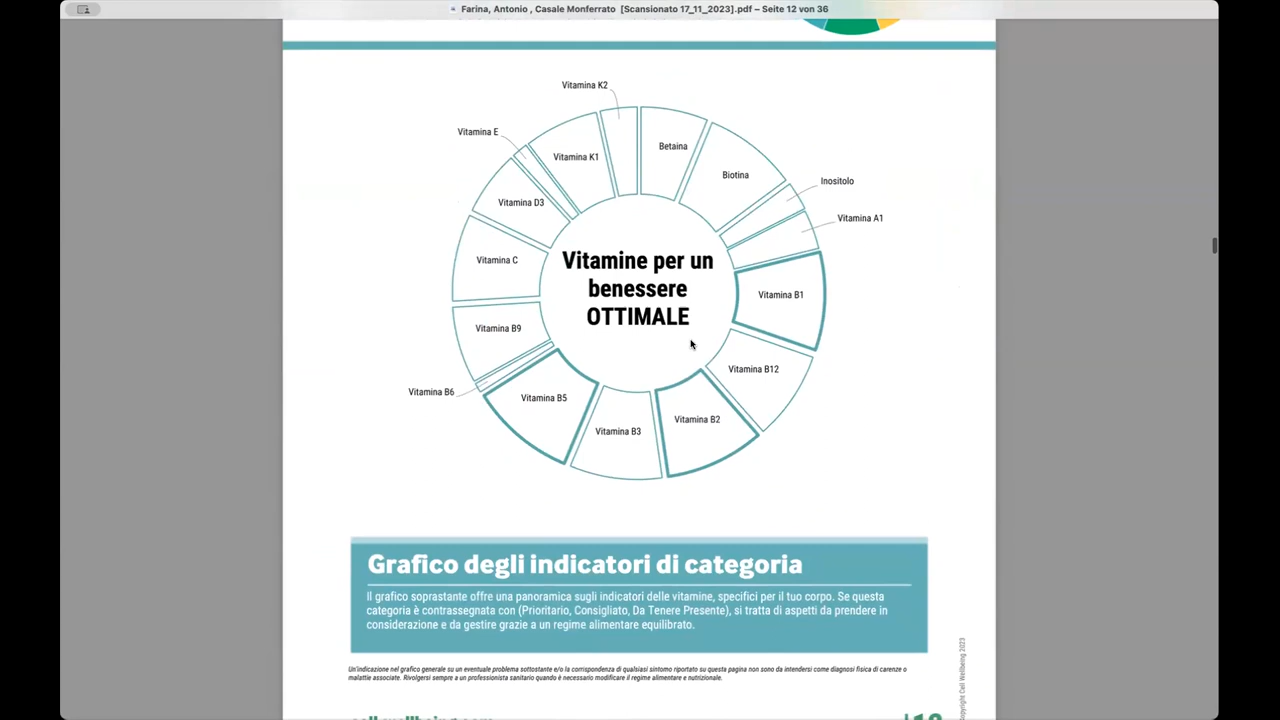 Farina, Antonio , Casale Monferrato [Scansionato 17_11_2023].pdf – Seite 12 von 36
Vitamina K2
Vitamina E
Vitamina K1
Betaina
Biotina
Inositolo
Vitamina D3
Vitamina A1
Vitamina C
Vitamine per un
benessere
OTTIMALE
Vitamina B1
Vitamina B9
Vitamina B12
Vitamina B6
Vitamina B5
Vitamina B2
Vitamina B3
Grafico degli indicatori di categoria
Il grafico soprastante offre una panoramica sugli indicatori delle vitamine, specifici per il tuo corpo. Se questa
categoria è contrassegnata con (Prioritario, Consigliato, Da Tenere Presente), si tratta di aspetti da prendere in
considerazione e da gestire grazie a un regime alimentare equilibrato.
Un'indicazione nel grafico generale su un eventuale problema sottostante e/o la corrispondenza di qualsiasi sintomo riportato su questa pagina non sono da intendersi come diagnosi fisica di carenze o
malattie associate. Rivolgersi sempre a un professionista sanitario quando è necessario modificare il regime alimentare e nutrizionale.
Copyright Cell Wellbeing 2023